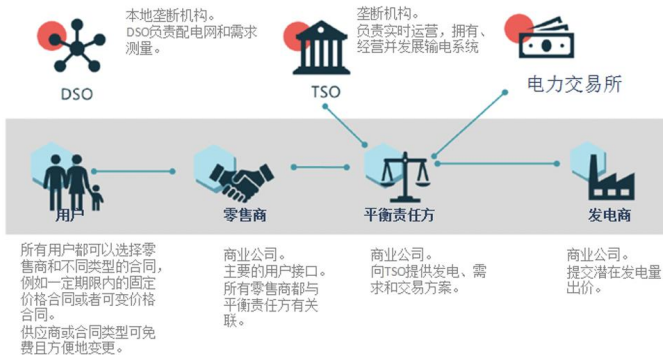 本地垄断机构。
DSO负责配电网和需求
测量。
DSO
垄断机构。
负责实时运营，拥有、
经营并发展输电系统
TSO
电力交易所
用户
零售商
平衡责任方
发电商
所有用户都可以选择零
售商和不同类型的合同，
例如一定期限内的固定
价格合同或者可变价格
合同。
供应商或合同类型可免
费且方便地变更。
商业公司。
主要的用户接口。
所有零售商都与
平衡责任方有关
联。
商业公司。
向TSO提供发电、需
求和交易方案。
商业公司。
提交潜在发电量
出价。